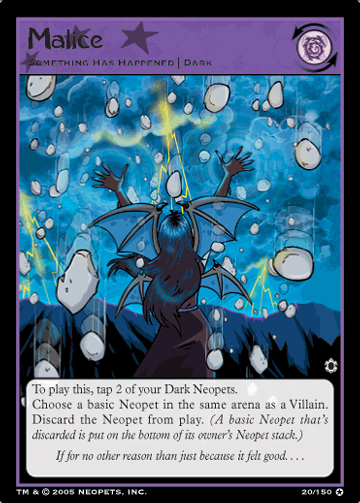 Malice
Something Has Happened | Dark
To play this, tap 2 of your Dark Neopets.
Choose a basic Neopet in the same arena as a Villain.
Discard the Neopet from play. (A basic Neopet that's
discarded is put on the bottom of its owner's Neopet stack.)
If for no other reason than just because it felt good. . . .
TM & © 2005 NEOPETS, INC.
20/150